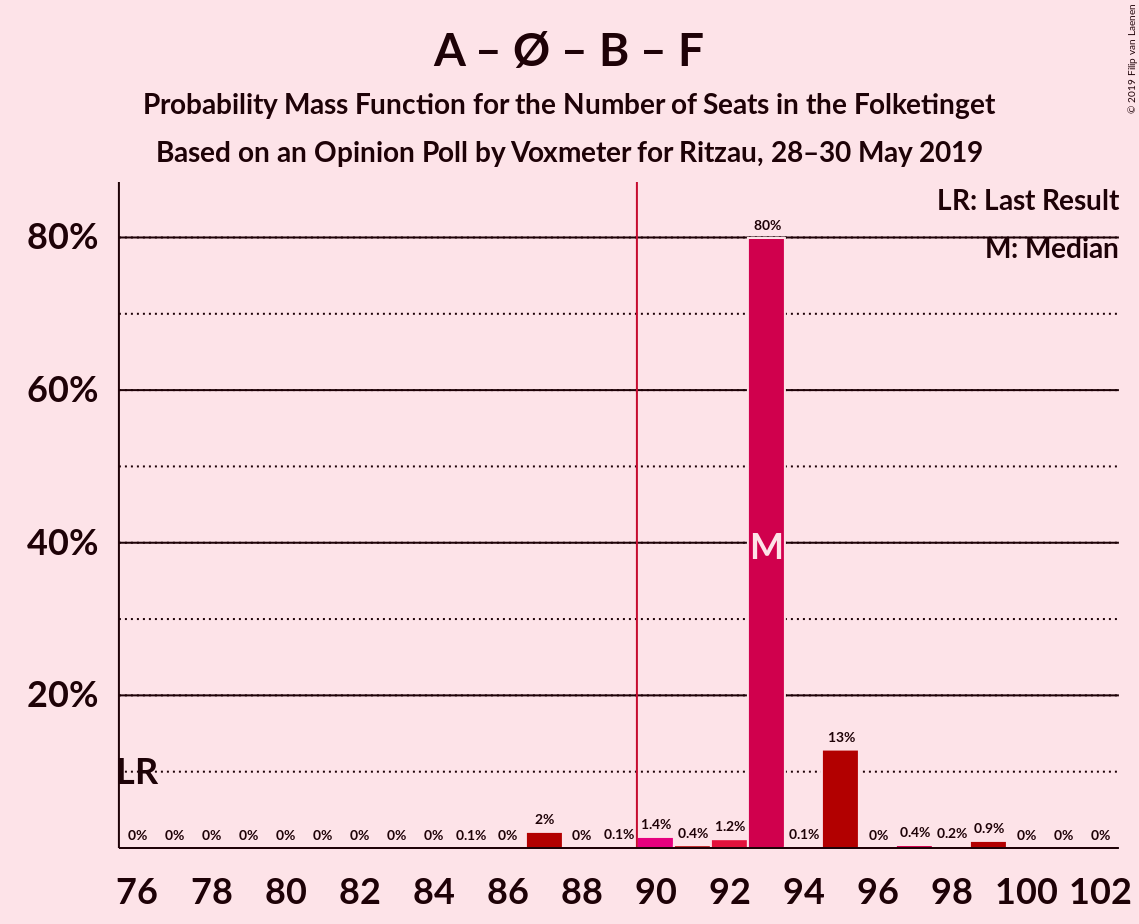 A – Ø – B – F
Probability Mass Function for the Number of Seats in the Folketinget
Based on an Opinion Poll by Voxmeter for Ritzau, 28–30 May 2019
© 2019 Filip van Laenen
LR: Last Result
M: Median
80%
60%
40%
20%
80%
M
13%
LR
0% 0% 0% 0% 0% 0% 0% 0% 0% 0.1% 0% 2% 0% 0.1% 1.4% 0.4% 1.2% 0.1% 0% 0.4% 0.2% 0.9% 0% 0% 0%
76 78 80 82 84 86 88 90 92 94 96 98 100 102